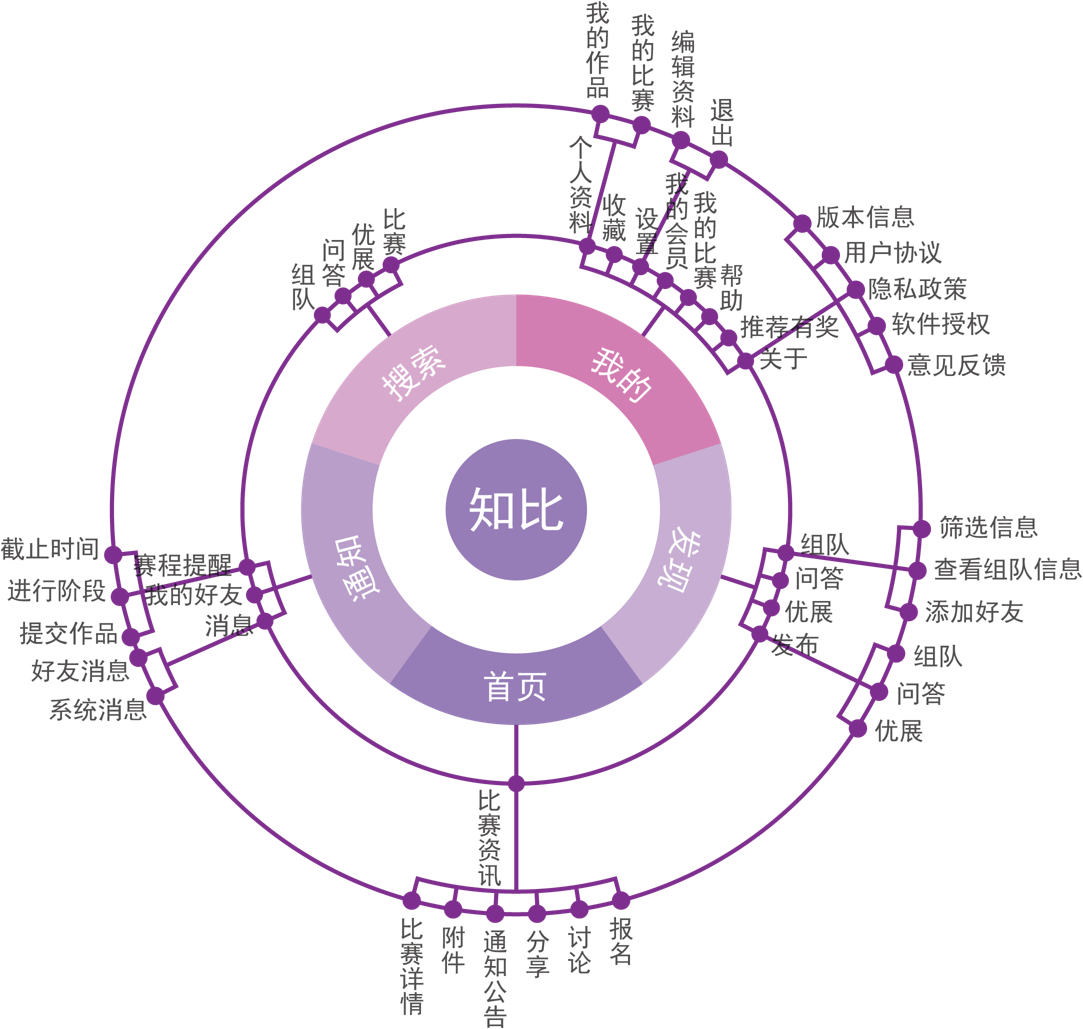 我的作品
我的比赛
编辑资料
退出
个人资料
收藏
设置
我的会员
我的比赛
帮助
推荐有奖
关于
版本信息
用户协议
隐私政策
软件授权
意见反馈
组队
问答
优展
比赛
搜索
我的
知比
通知
发现
首页
截止时间
进行阶段
提交作品
好友消息
系统消息
赛程提醒
我的好友
消息
组队
问答
优展
发布
筛选信息
查看组队信息
添加好友
组队
问答
优展
比赛资讯
比赛详情
附件
通知公告
分享
讨论
报名